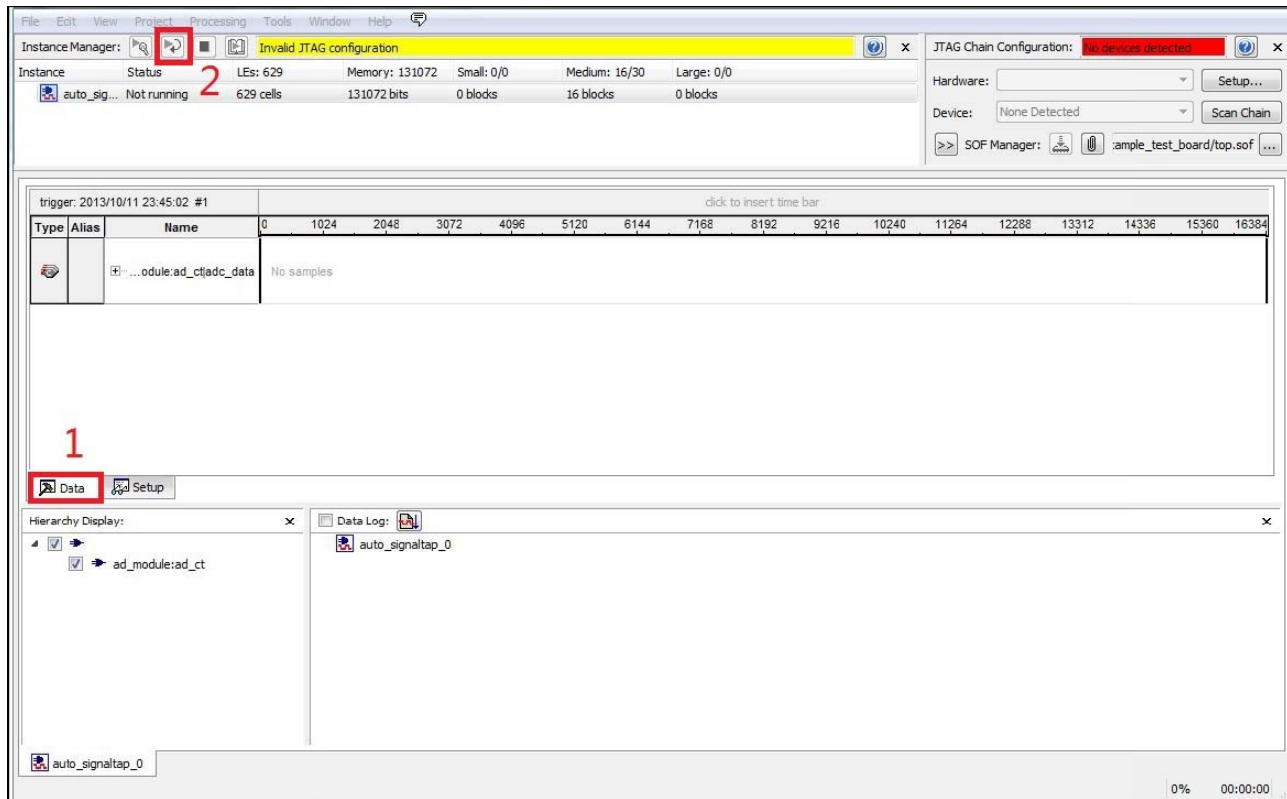 File Edit View Project Processing Tools Window Help
Instance Manager: Invalid JTAG configuration x JTAG Chain Configuration: No devices detected x
2
Instance Status LEs: 629 Memory: 131072 Small: 0/0 Medium: 16/30 Large: 0/0
auto_sig... Not running 629 cells 131072 bits 0 blocks 16 blocks 0 blocks
Hardware: Setup...
Device: None Detected Scan Chain
>> SOF Manager: :ample_test_board/top.sof ...
trigger: 2013/10/11 23:45:02 #1 click to insert time bar
Type Alias Name 0 1024 2048 3072 4096 5120 6144 7168 8192 9216 10240 11264 12288 13312 14336 15360 16384
...odule:ad_ct|adc_data No samples
1
Data Setup
Hierarchy Display: x Data Log: x
auto_signaltap_0
ad_module:ad_ct
auto_signaltap_0
0% 00:00:00